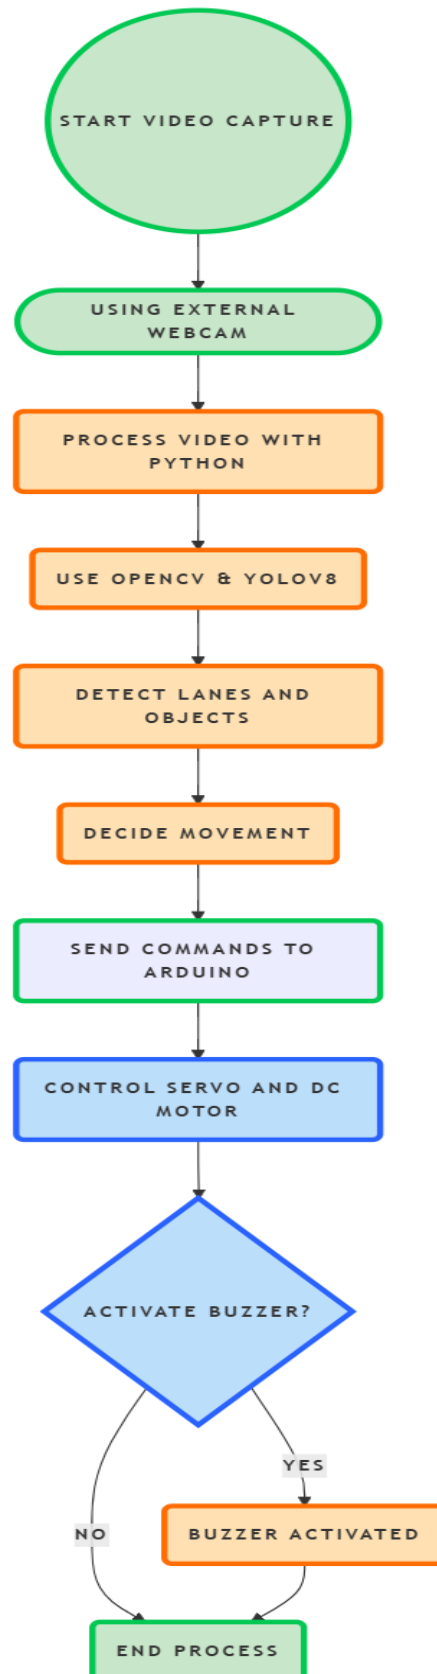 START VIDEO CAPTURE
USING EXTERNAL
WEBCAM
PROCESS VIDEO WITH
PYTHON
USE OPENCV & YOLOV8
DETECT LANES AND
OBJECTS
DECIDE MOVEMENT
SEND COMMANDS TO
ARDUINO
CONTROL SERVO AND DC
MOTOR
ACTIVATE BUZZER?
YES
NO
BUZZER ACTIVATED
END PROCESS